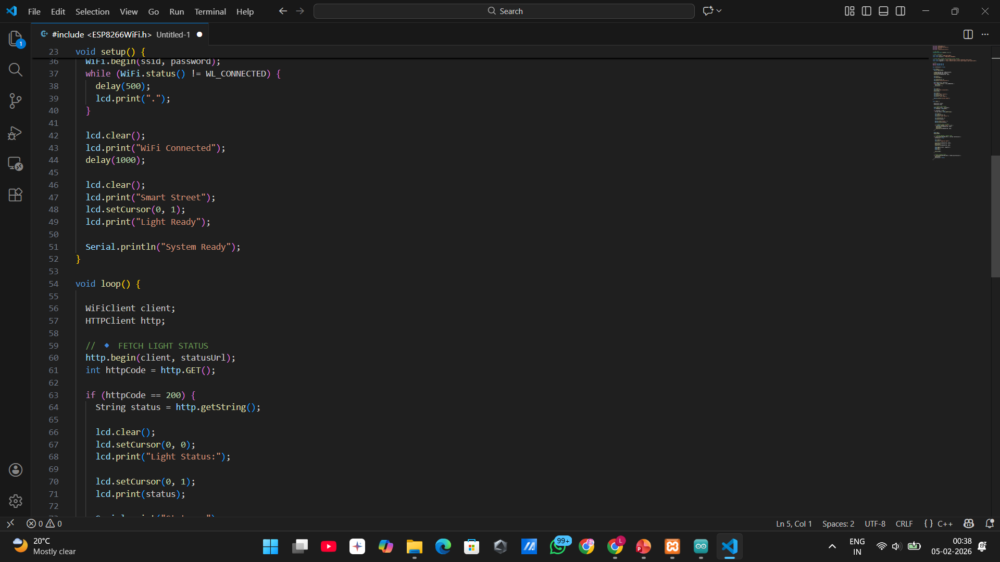 File Edit Selection View Go Run Terminal Help
Search
1
#include <ESP8266WiFi.h> Untitled-1
23 void setup() {
36 WiFi.begin(ssid, password);
37 while (WiFi.status() != WL_CONNECTED) {
38 delay(500);
39 lcd.print(".");
40 }
41
42 lcd.clear();
43 lcd.print("WiFi Connected");
44 delay(1000);
45
46 lcd.clear();
47 lcd.print("Smart Street");
48 lcd.setCursor(0, 1);
49 lcd.print("Light Ready");
50
51 Serial.println("System Ready");
52 }
53
54 void loop() {
55
56 WiFiClient client;
57 HTTPClient http;
58
59 // 🔹 FETCH LIGHT STATUS
60 http.begin(client, statusUrl);
61 int httpCode = http.GET();
62
63 if (httpCode == 200) {
64 String status = http.getString();
65
66 lcd.clear();
67 lcd.setCursor(0, 0);
68 lcd.print("Light Status:");
69
70 lcd.setCursor(0, 1);
71 lcd.print(status);
72
0 0
Ln 5, Col 1 Spaces: 2 UTF-8 CRLF {} C++
20°C
Mostly clear
99+
L
P
ENG
IN
00:38
05-02-2026